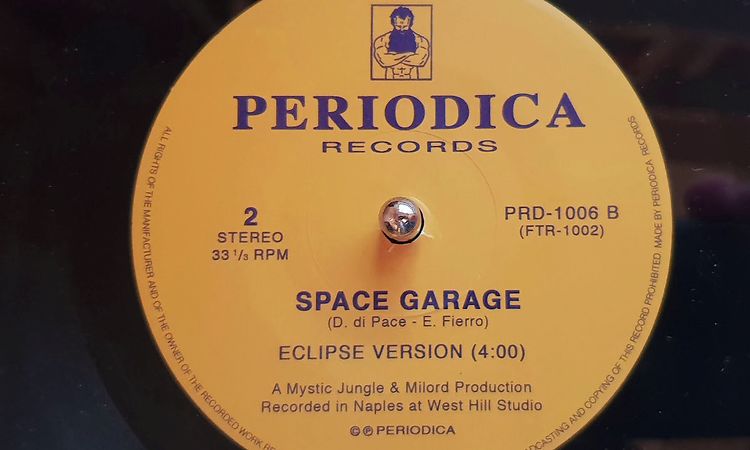 PERIODICA
RECORDS
2
STEREO
33 1/3 RPM
PRD-1006 B
(FTR-1002)
SPACE GARAGE
(D. di Pace - E. Fierro)
ECLIPSE VERSION (4:00)
A Mystic Jungle & Milord Production
Recorded in Naples at West Hill Studio
©℗ PERIODICA
ALL RIGHTS OF THE MANUFACTURER AND OF THE OWNER OF THE RECORDED WORK RE
CASTING AND COPYING OF THIS RECORD PROHIBITED. MADE BY PERIODICA RECORDS